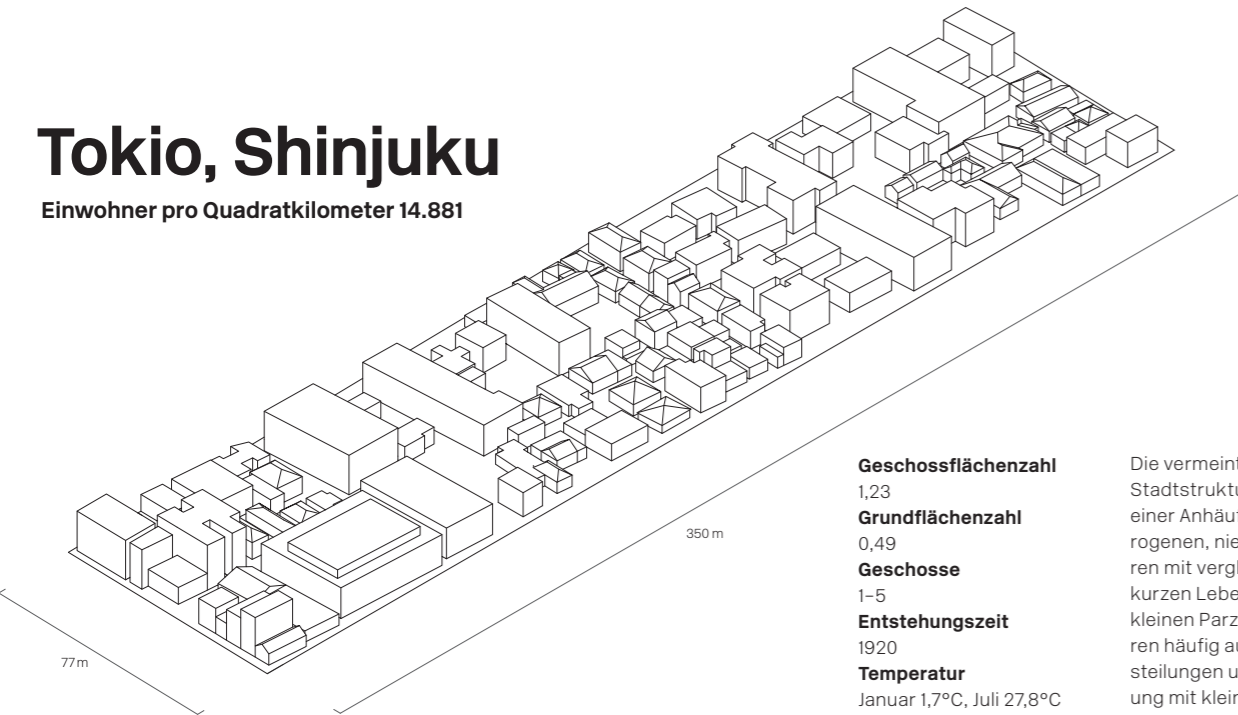 Tokio, Shinjuku
Einwohner pro Quadratkilometer 14.881
350 m
77 m
Geschossflächenzahl
1,23
Grundflächenzahl
0,49
Geschosse
1–5
Entstehungszeit
1920
Temperatur
Januar 1,7°C, Juli 27,8°C
Die vermeint
Stadtstruktu
einer Anhäuf
rogenen, nie
ren mit vergl
kurzen Lebe
kleinen Parz
ren häufig au
steilungen u
ung mit klein